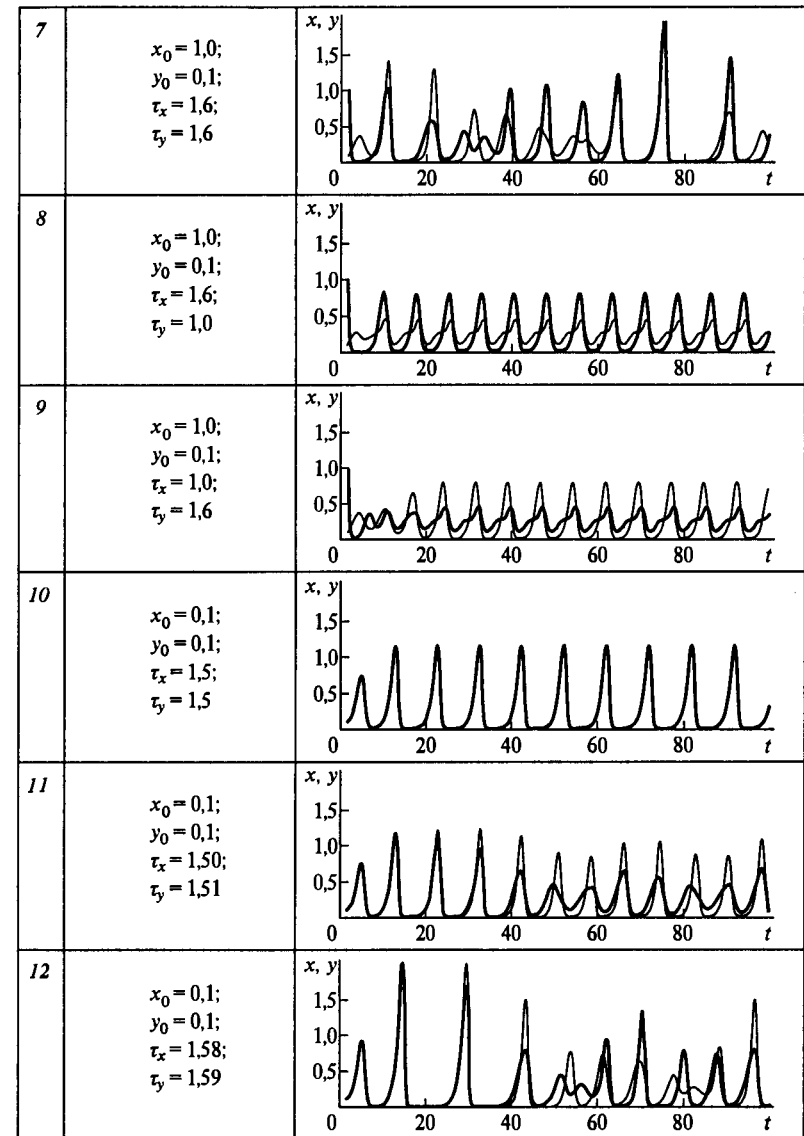 7
x₀ = 1,0;
y₀ = 0,1;
τₓ = 1,6;
τ_y = 1,6
x, y
1,5
1,0
0,5
0 20 40 60 80 t
8
x₀ = 1,0;
y₀ = 0,1;
τₓ = 1,6;
τ_y = 1,0
x, y
1,5
1,0
0,5
0 20 40 60 80 t
9
x₀ = 1,0;
y₀ = 0,1;
τₓ = 1,0;
τ_y = 1,6
x, y
1,5
1,0
0,5
0 20 40 60 80 t
10
x₀ = 0,1;
y₀ = 0,1;
τₓ = 1,5;
τ_y = 1,5
x, y
1,5
1,0
0,5
0 20 40 60 80 t
11
x₀ = 0,1;
y₀ = 0,1;
τₓ = 1,50;
τ_y = 1,51
x, y
1,5
1,0
0,5
0 20 40 60 80 t
12
x₀ = 0,1;
y₀ = 0,1;
τₓ = 1,58;
τ_y = 1,59
x, y
1,5
1,0
0,5
0 20 40 60 80 t